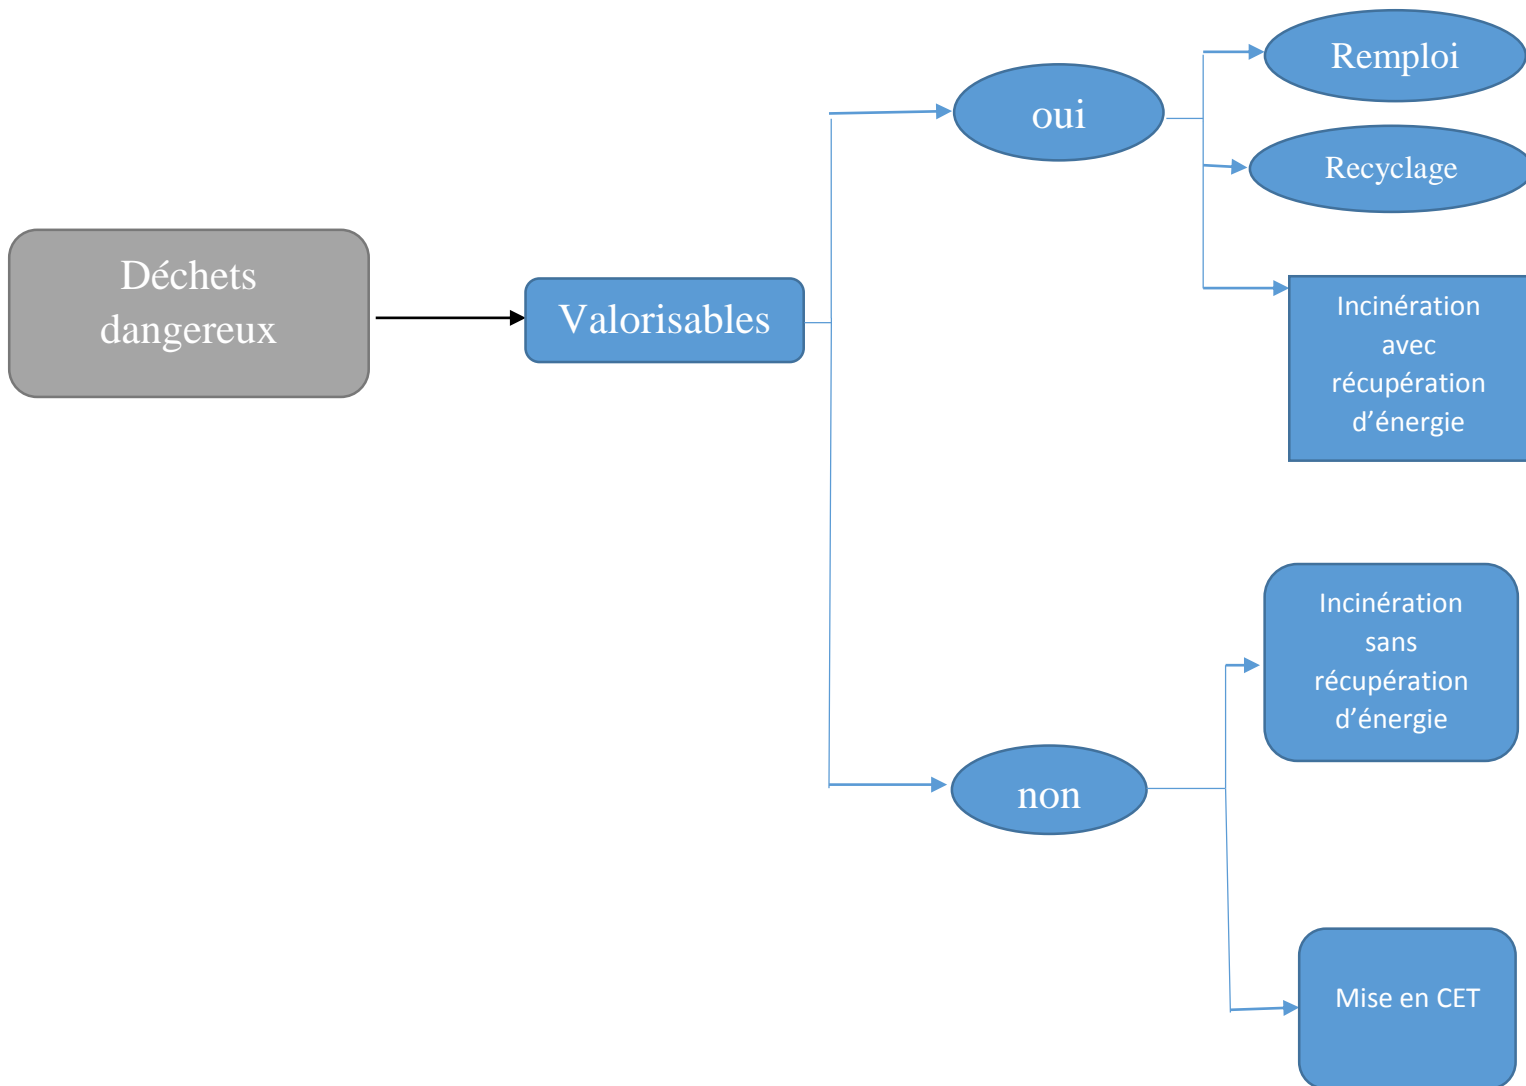 Déchets
dangereux
Valorisables
oui
Remploi
Recyclage
Incinération
avec
récupération
d’énergie
non
Incinération
sans
récupération
d’énergie
Mise en CET